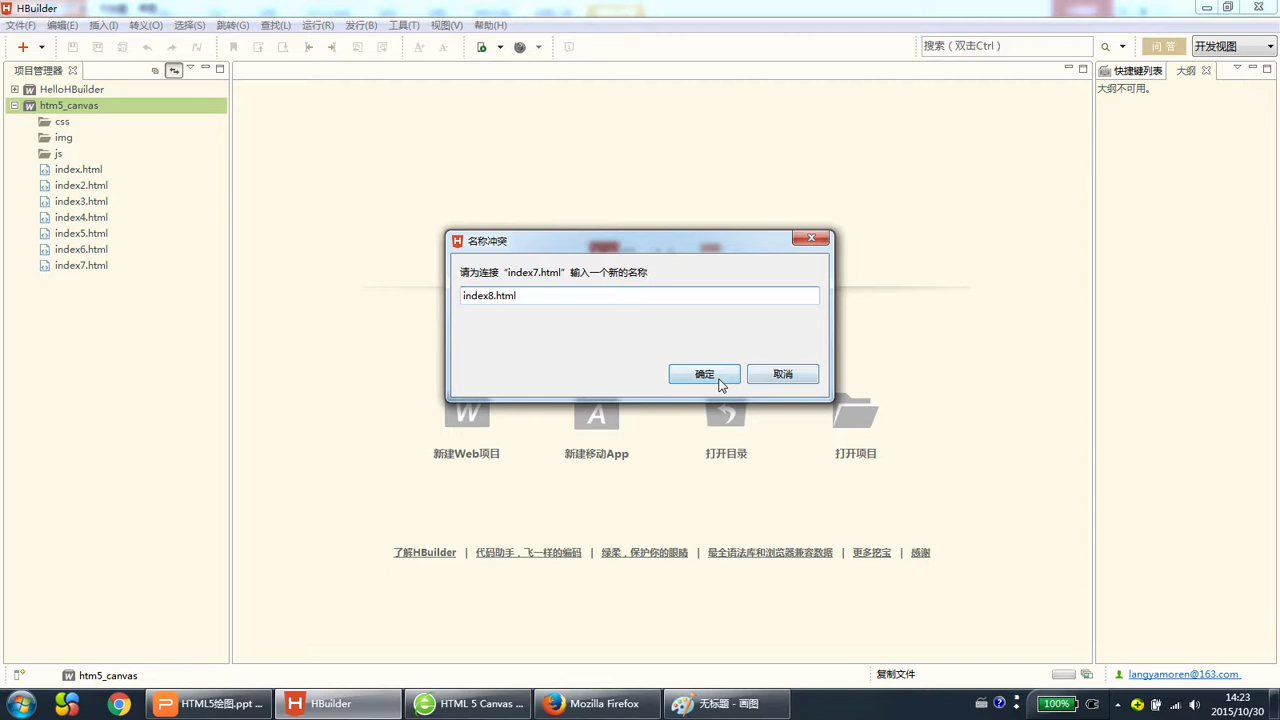 HBuilder
文件(F) 编辑(E) 插入(I) 转义(O) 选择(S) 跳转(G) 查找(L) 运行(R) 发行(B) 工具(T) 视图(V) 帮助(H)
搜索（双击Ctrl） 问 答 开发视图
项目管理器 快捷键列表 大纲
大纲不可用。
HelloHBuilder
htm5_canvas
css
img
js
index.html
index2.html
index3.html
index4.html
index5.html
index6.html
index7.html
名称冲突
请为连接“index7.html”输入一个新的名称
index8.html
确定 取消
W A
新建Web项目 新建移动App 打开目录 打开项目
了解HBuilder | 代码助手，飞一样的编码 | 绿柔，保护你的眼睛 | 最全语法库和浏览器兼容数据 | 更多挖宝 | 感谢
htm5_canvas 复制文件 langyamoren@163.com
HTML5绘图.ppt ... HBuilder HTML 5 Canvas ... Mozilla Firefox 无标题 - 画图 100% 14:23
2015/10/30